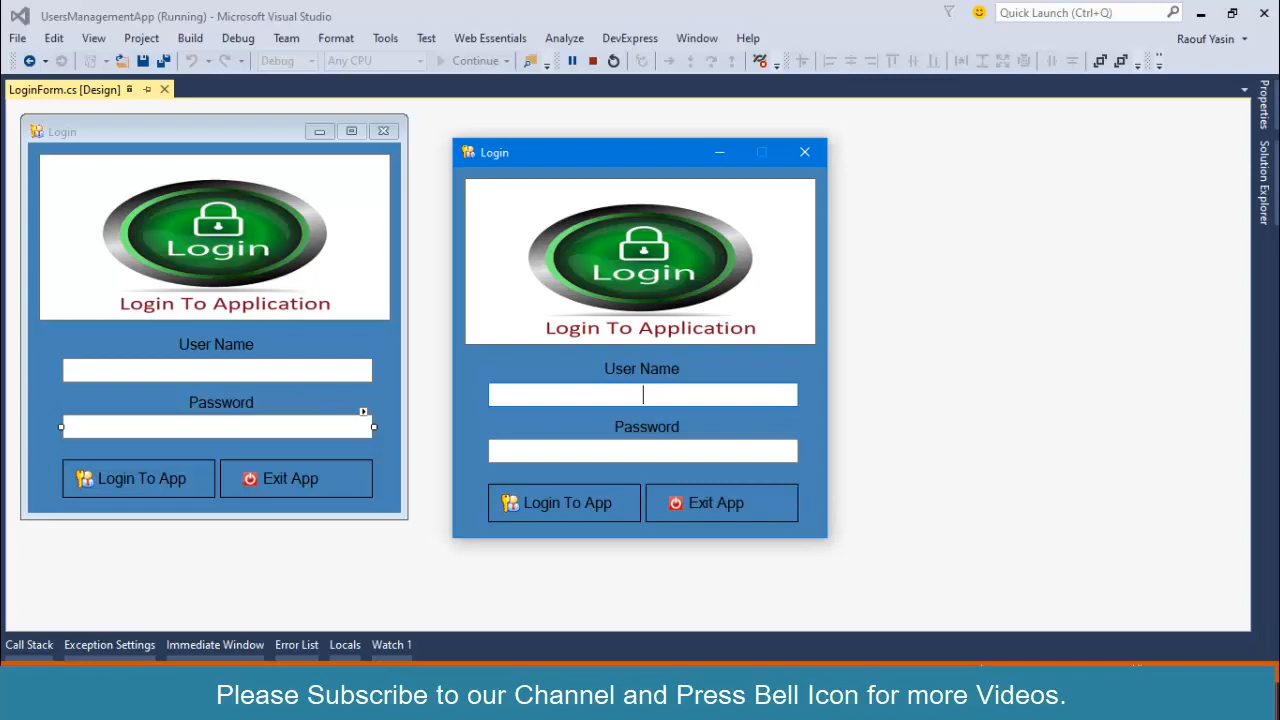 UsersManagementApp (Running) - Microsoft Visual Studio
Quick Launch (Ctrl+Q)
File Edit View Project Build Debug Team Format Tools Test Web Essentials Analyze DevExpress Window Help
Raouf Yasin
Debug Any CPU Continue
LoginForm.cs [Design]
Properties
Solution Explorer
Login
Login
Login To Application
User Name
Password
Login To App Exit App
Login
Login
Login To Application
User Name
Password
Login To App Exit App
Call Stack Exception Settings Immediate Window Error List Locals Watch 1
Please Subscribe to our Channel and Press Bell Icon for more Videos.